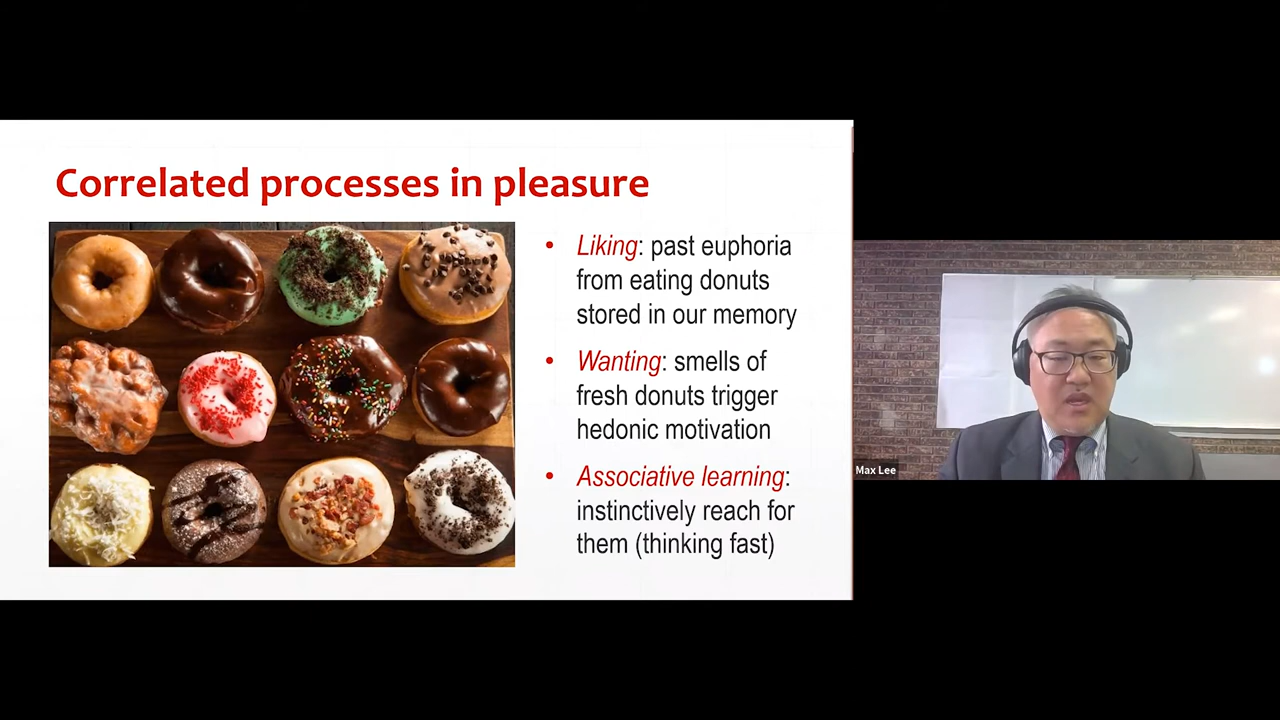 Correlated processes in pleasure
• Liking: past euphoria
from eating donuts
stored in our memory
• Wanting: smells of
fresh donuts trigger
hedonic motivation
• Associative learning:
instinctively reach for
them (thinking fast)
Max Lee